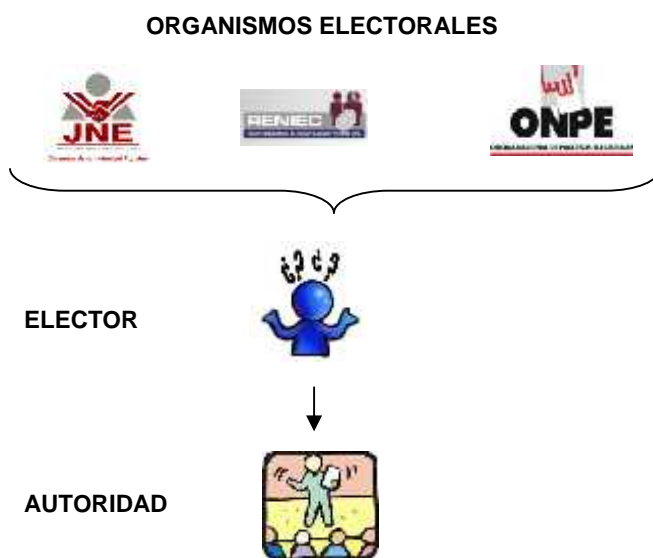 ORGANISMOS ELECTORALES
JNE
RENIEC
ONPE
¿? ¿?
ELECTOR
AUTORIDAD